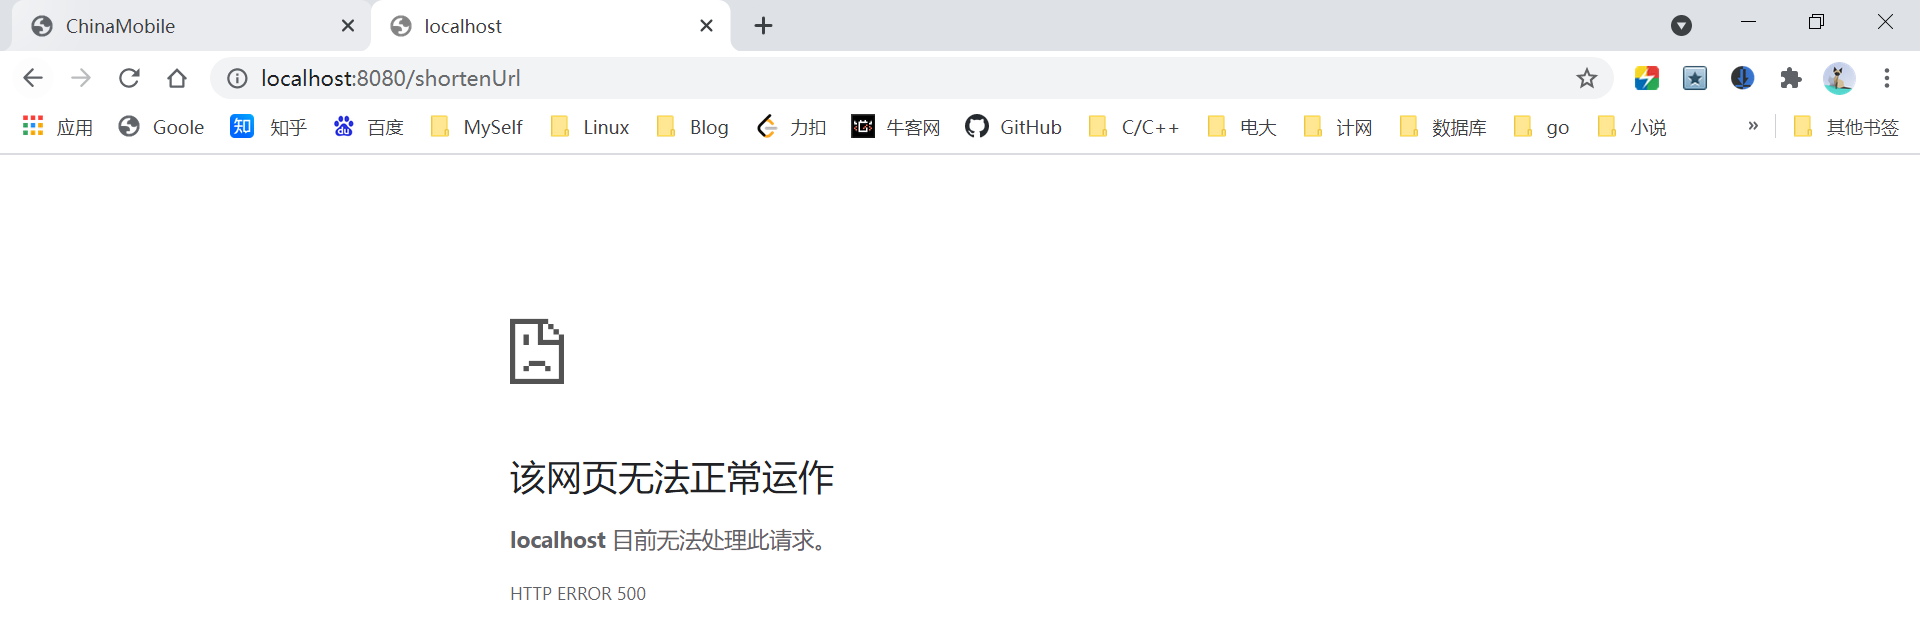 ChinaMobile
localhost
localhost:8080/shortenUrl
应用 Goole 知 知乎 du 百度 MySelf Linux Blog 力扣 牛客网 GitHub C/C++ 电大 计网 数据库 go 小说 » 其他书签
该网页无法正常运作
localhost 目前无法处理此请求。
HTTP ERROR 500